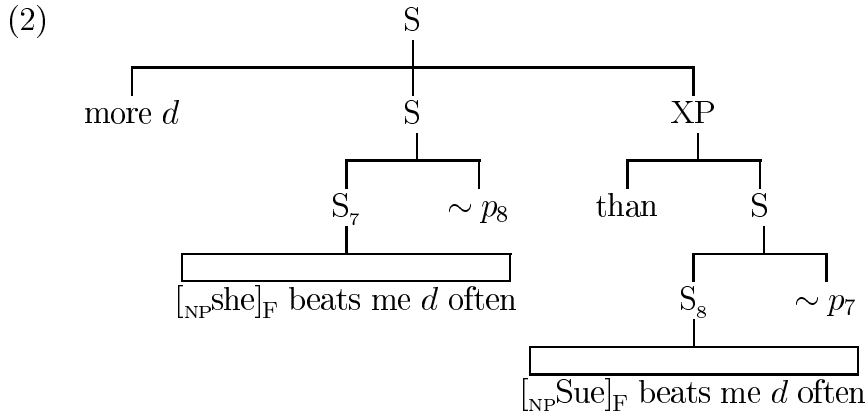 (2) S
more d S XP
S₇ ∼ p₈ than S
[NPshe]F beats me d often S₈ ∼ p₇
[NPSue]F beats me d often